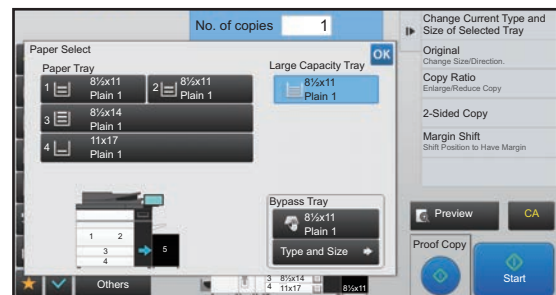 No. of copies 1
Paper Select
OK
Paper Tray
Large Capacity Tray
1 8½x11
Plain 1
2 8½x11
Plain 1
8½x11
Plain 1
3 8½x14
Plain 1
4 11x17
Plain 1
1 2
3
4
5
Bypass Tray
8½x11
Plain 1
Type and Size
Others
3 8½x14
4 11x17
8½x11
Change Current Type and
Size of Selected Tray
Original
Change Size/Direction.
Copy Ratio
Enlarge/Reduce Copy
2-Sided Copy
Margin Shift
Shift Position to Have Margin
Preview
CA
Proof Copy
Start